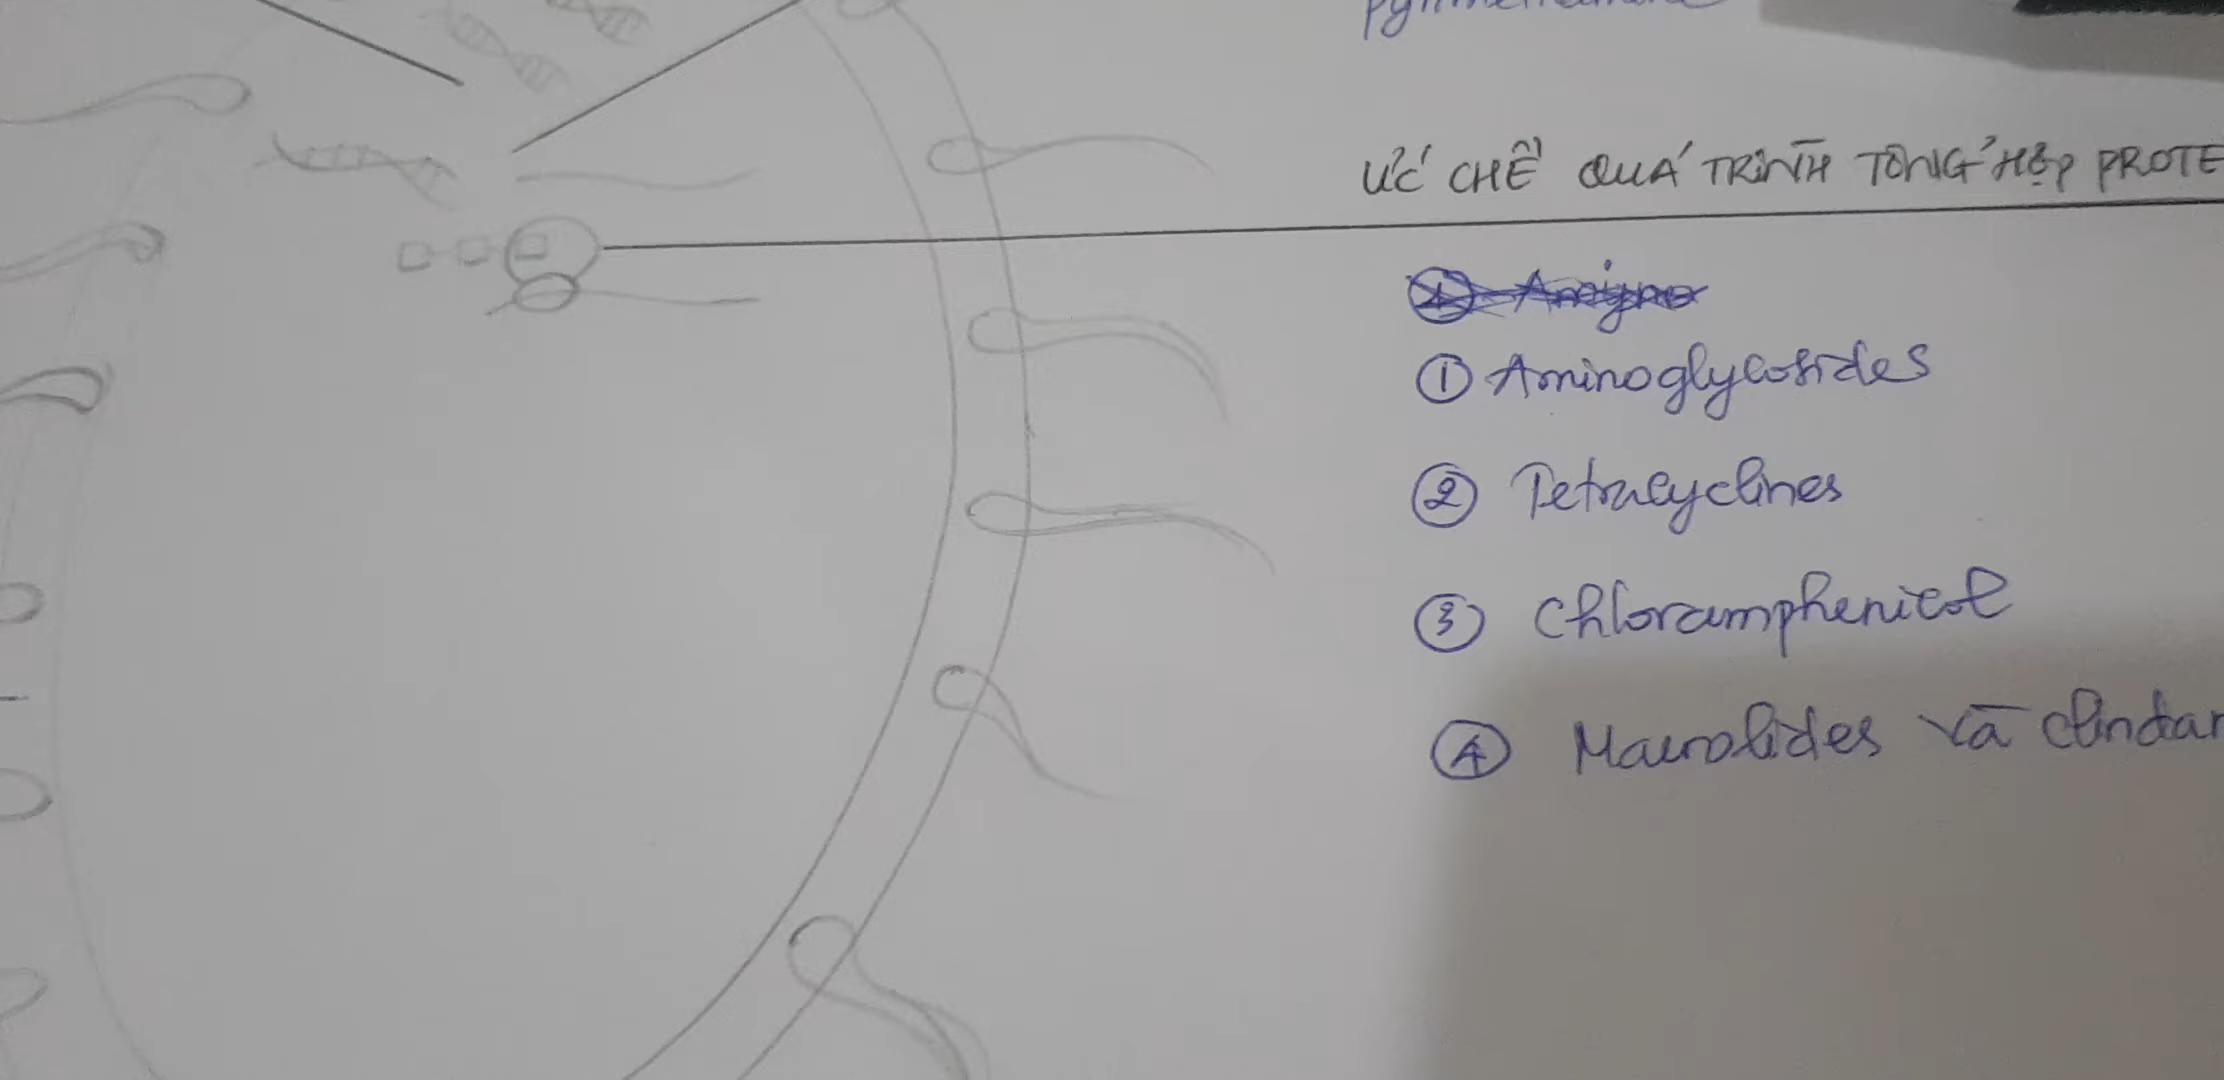 ỨC CHẾ QUÁ TRÌNH TỔNG HỢP PROTE
① Aminoglycosides
② Tetracyclines
③ Chloramphenicol
④ Macrolides và clindar